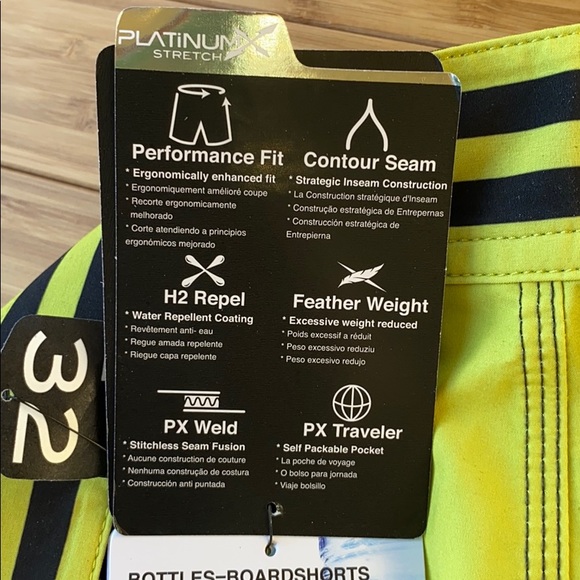 PLATiNUMX
STRETCH
Performance Fit
* Ergonomically enhanced fit
* Ergonomiquement amélioré coupe
* Recorte ergonomicamente
melhorado
* Corte atendiendo a principios
ergonómicos mejorado
Contour Seam
* Strategic Inseam Construction
* La Construction stratégique d'Inseam
* Construção estratégica de Entrepernas
* Construcción estratégica de
Entrepierna
H2 Repel
* Water Repellent Coating
* Revêtement anti- eau
* Regue amada repelente
* Riegue capa repelente
Feather Weight
* Excessive weight reduced
* Poids excessif a réduit
* Peso excessivo reduziu
* Peso excesivo redujo
PX Weld
* Stitchless Seam Fusion
* Aucune construction de couture
* Nenhuma construção de costura
* Construcción anti puntada
PX Traveler
* Self Packable Pocket
* La poche de voyage
* O bolso para jornada
* Viaje bolsillo
32
BOTTLES-BOARDSHORTS